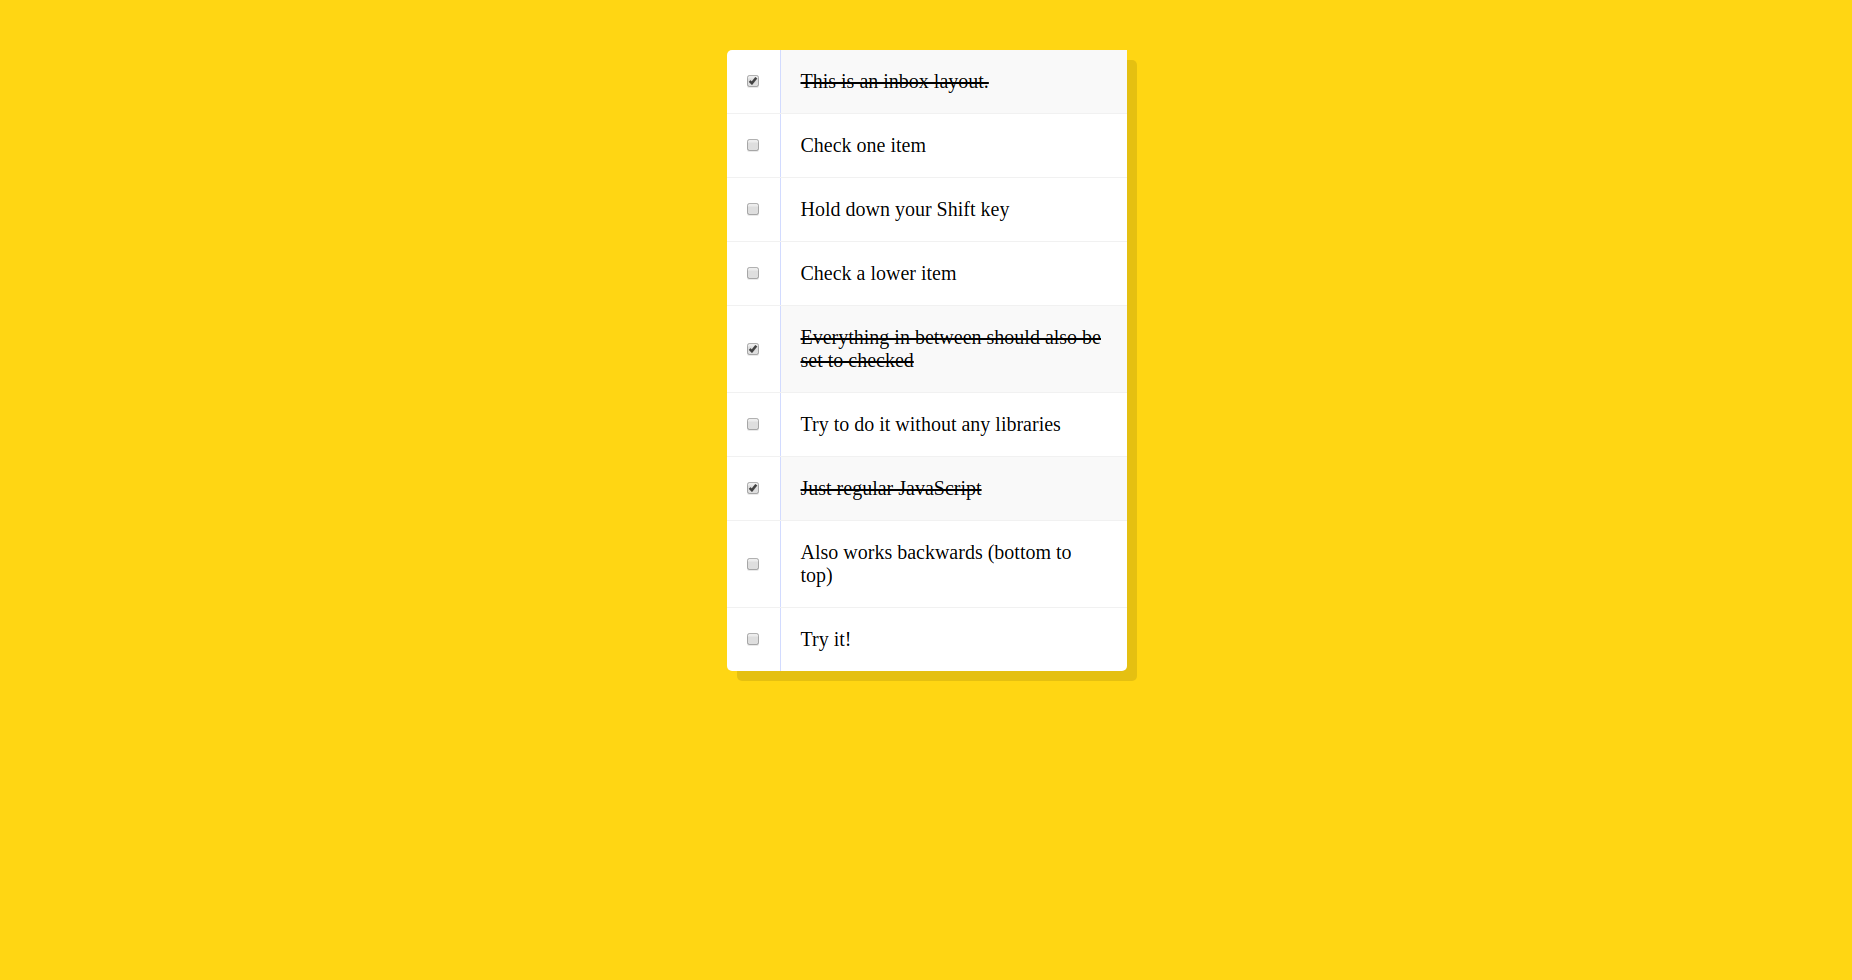 This is an inbox layout.
Check one item
Hold down your Shift key
Check a lower item
Everything in between should also be
set to checked
Try to do it without any libraries
Just regular JavaScript
Also works backwards (bottom to
top)
Try it!